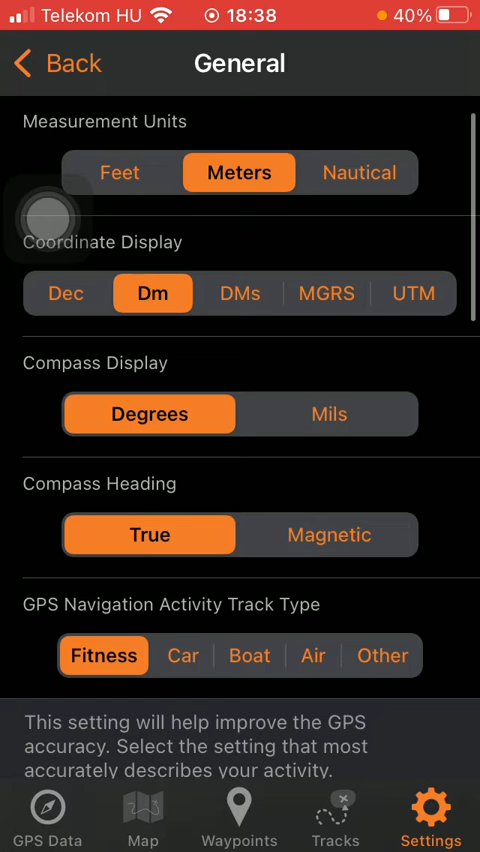 Telekom HU 18:38 40%
Back General
Measurement Units
Feet Meters Nautical
Coordinate Display
Dec Dm DMs MGRS UTM
Compass Display
Degrees Mils
Compass Heading
True Magnetic
GPS Navigation Activity Track Type
Fitness Car Boat Air Other
This setting will help improve the GPS
accuracy. Select the setting that most
accurately describes your activity.
GPS Data Map Waypoints Tracks Settings